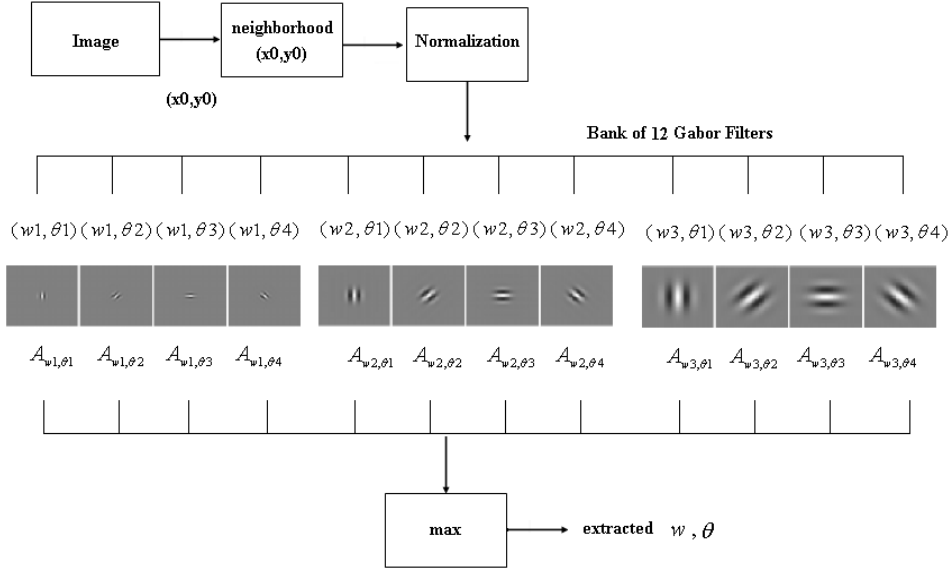 Image
neighborhood
(x0,y0)
Normalization
(x0,y0)
Bank of 12 Gabor Filters
(w1,θ1) (w1,θ2) (w1,θ3) (w1,θ4) (w2,θ1) (w2,θ2) (w2,θ3) (w2,θ4) (w3,θ1) (w3,θ2) (w3,θ3) (w3,θ4)
A_{w1,θ1} A_{w1,θ2} A_{w1,θ3} A_{w1,θ4} A_{w2,θ1} A_{w2,θ2} A_{w2,θ3} A_{w2,θ4} A_{w3,θ1} A_{w3,θ2} A_{w3,θ3} A_{w3,θ4}
max
extracted w , θ